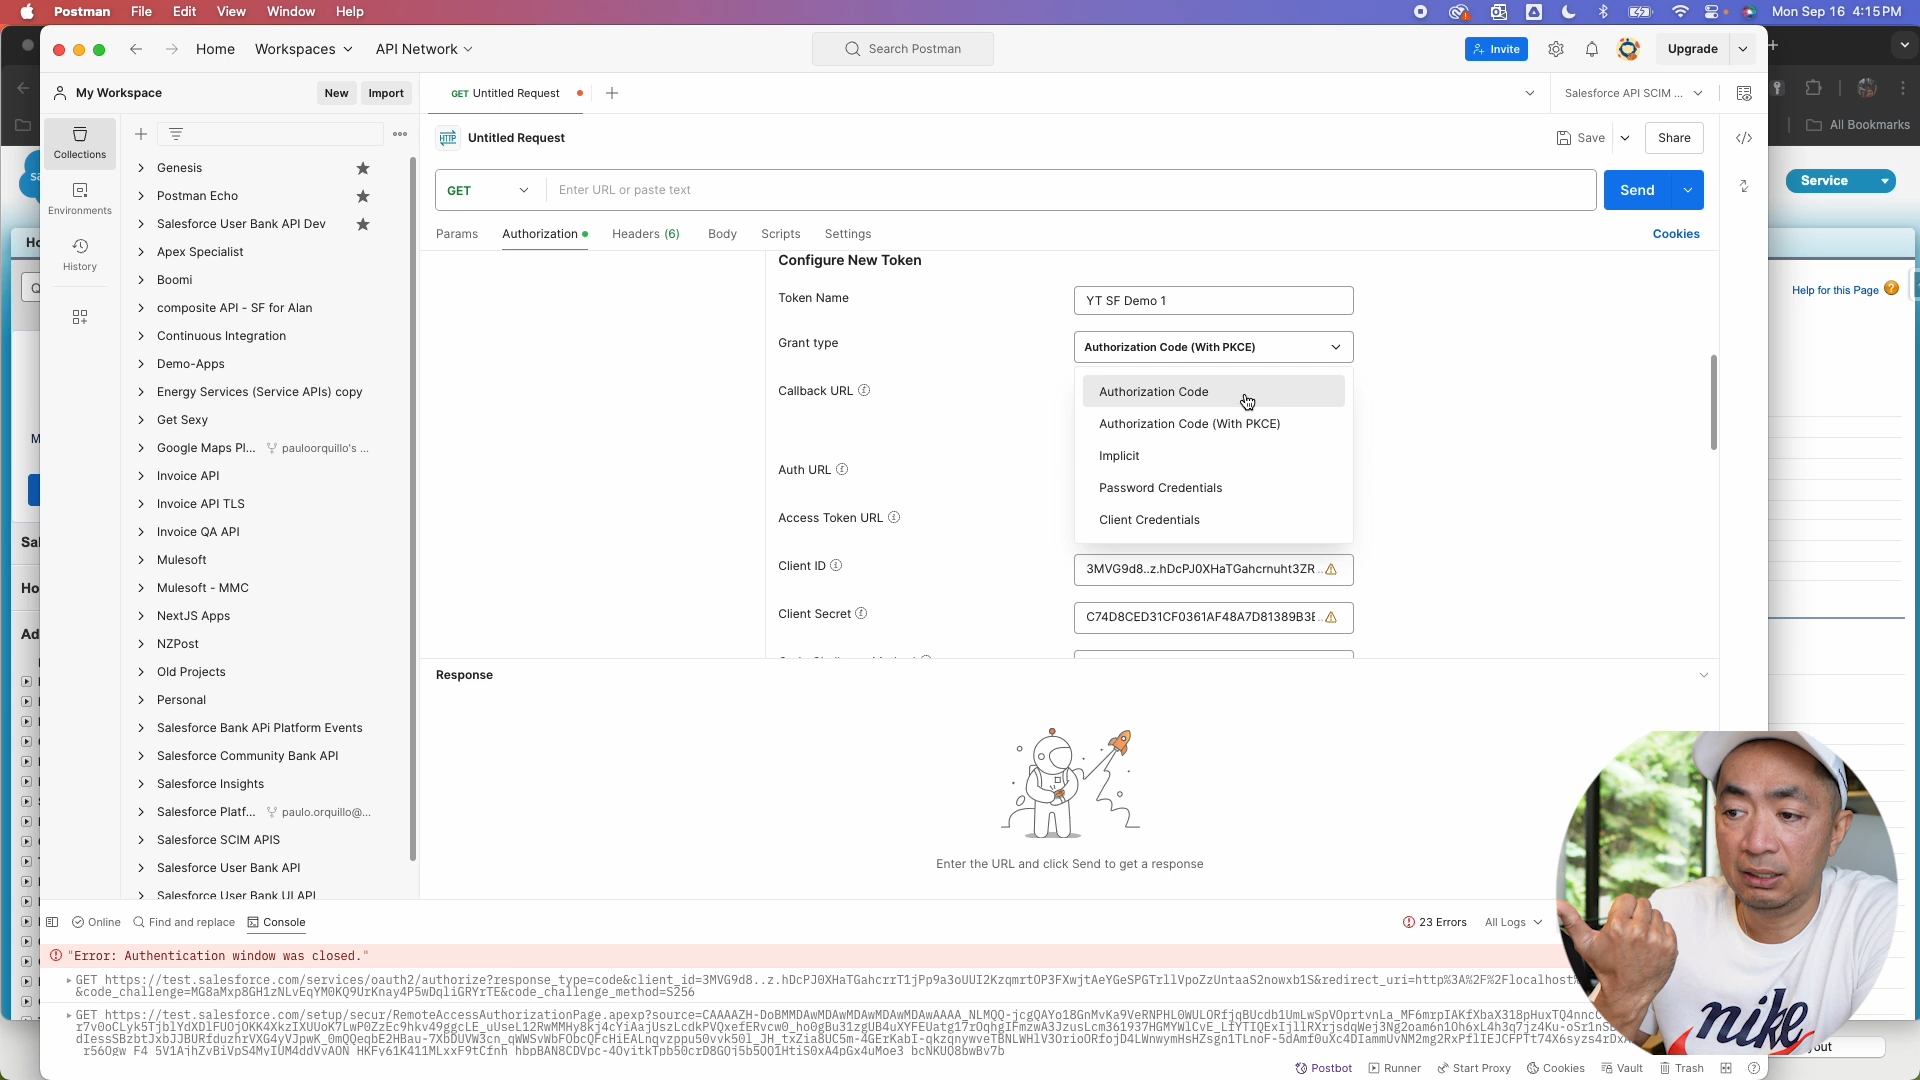 Postman File Edit View Window Help Mon Sep 16 4:15 PM
Home Workspaces API Network Search Postman Invite Upgrade
My Workspace New Import GET Untitled Request Salesforce API SCIM ...
All Bookmarks
HTTP Untitled Request Save Share
Collections
Environments
History
Genesis
Postman Echo
Salesforce User Bank API Dev
Apex Specialist
Boomi
composite API - SF for Alan
Continuous Integration
Demo-Apps
Energy Services (Service APIs) copy
Get Sexy
Google Maps Pl... pauloorquillo's ...
Invoice API
Invoice API TLS
Invoice QA API
Mulesoft
Mulesoft - MMC
NextJS Apps
NZPost
Old Projects
Personal
Salesforce Bank APi Platform Events
Salesforce Community Bank API
Salesforce Insights
Salesforce Platf... paulo.orquillo@...
Salesforce SCIM APIS
Salesforce User Bank API
Salesforce User Bank UI API
GET Enter URL or paste text Send
Service
Params Authorization Headers (6) Body Scripts Settings Cookies
Help for this Page
Configure New Token
Token Name YT SF Demo 1
Grant type Authorization Code (With PKCE)
Authorization Code
Authorization Code (With PKCE)
Implicit
Password Credentials
Client Credentials
Callback URL
Auth URL
Access Token URL
Client ID 3MVG9d8..z.hDcPJ0XHaTGahcrnuht3ZR...
Client Secret C74D8CED31CF0361AF48A7D81389B3E...
Response
Enter the URL and click Send to get a response
Online Find and replace Console 23 Errors All Logs
"Error: Authentication window was closed."
nike
Postbot Runner Start Proxy Cookies Vault Trash